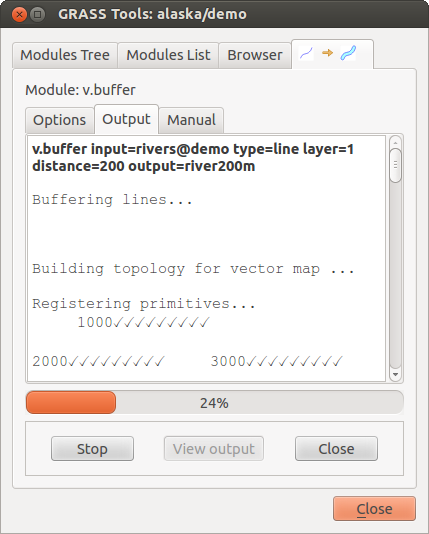 GRASS Tools: alaska/demo
Modules Tree Modules List Browser
Module: v.buffer
Options Output Manual
v.buffer input=rivers@demo type=line layer=1
distance=200 output=river200m
Buffering lines...
Building topology for vector map ...
Registering primitives...
1000✓✓✓✓✓✓✓✓✓
2000✓✓✓✓✓✓✓✓✓ 3000✓✓✓✓✓✓✓✓✓
24%
Stop View output Close
Close